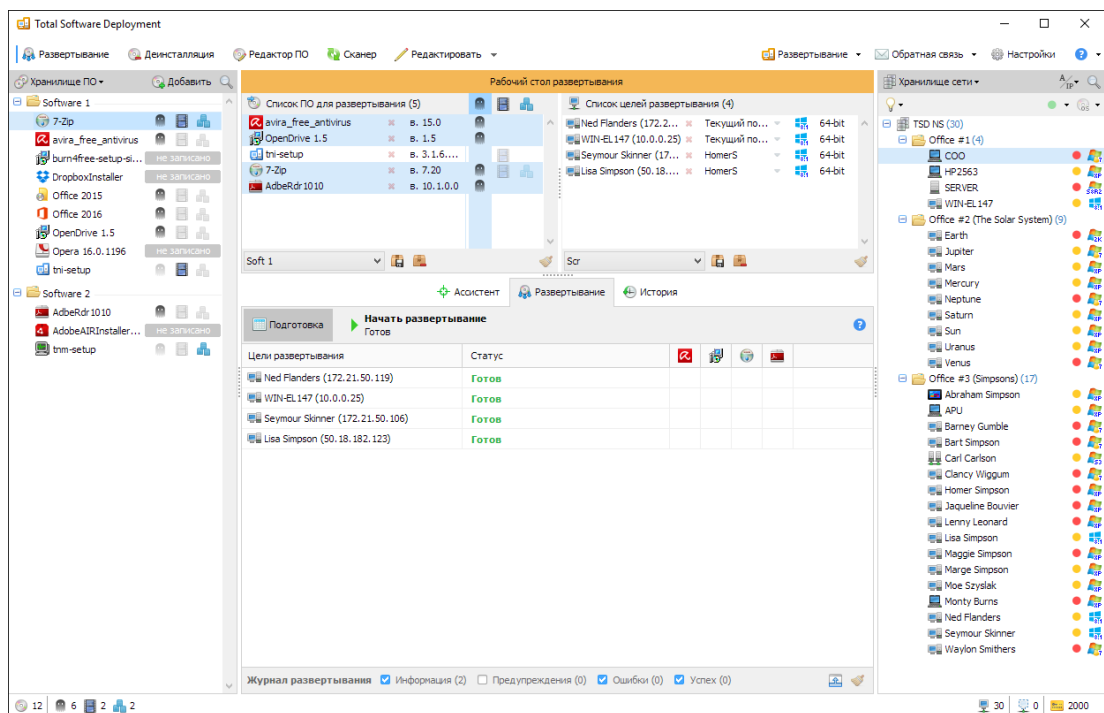 Total Software Deployment
Развертывание Деинсталляция Редактор ПО Сканер Редактировать Развертывание Обратная связь Настройки
Хранилище ПО Добавить
Software 1
7-Zip
avira_free_antivirus
burn4free-setup-si... не записано
DropboxInstaller не записано
Office 2015
Office 2016
OpenDrive 1.5
Opera 16.0.1196 не записано
tni-setup
Software 2
AdbeRdr1010
AdobeAIRInstaller... не записано
tnm-setup
Рабочий стол развертывания
Список ПО для развертывания (5)
avira_free_antivirus в. 15.0
OpenDrive 1.5 в. 1.5
tni-setup в. 3.1.6....
7-Zip в. 7.20
AdbeRdr1010 в. 10.1.0.0
Soft 1
Список целей развертывания (4)
Ned Flanders (172.2... Текущий по... 64-bit
WIN-EL147 (10.0.0.25) Текущий по... 64-bit
Seymour Skinner (17... HomerS 64-bit
Lisa Simpson (50.18.... HomerS 64-bit
Scr
Ассистент Развертывание История
Подготовка
Начать развертывание
Готов
Цели развертывания Статус
Ned Flanders (172.21.50.119) Готов
WIN-EL147 (10.0.0.25) Готов
Seymour Skinner (172.21.50.106) Готов
Lisa Simpson (50.18.182.123) Готов
Журнал развертывания Информация (2) Предупреждения (0) Ошибки (0) Успех (0)
Хранилище сети
TSD NS (30)
Office #1 (4)
COO
HP2563
SERVER
WIN-EL147
Office #2 (The Solar System) (9)
Earth
Jupiter
Mars
Mercury
Neptune
Saturn
Sun
Uranus
Venus
Office #3 (Simpsons) (17)
Abraham Simpson
APU
Barney Gumble
Bart Simpson
Carl Carlson
Clancy Wiggum
Homer Simpson
Jaqueline Bouvier
Lenny Leonard
Lisa Simpson
Maggie Simpson
Marge Simpson
Moe Szyslak
Monty Burns
Ned Flanders
Seymour Skinner
Waylon Smithers
12 6 2 2 30 0 2000